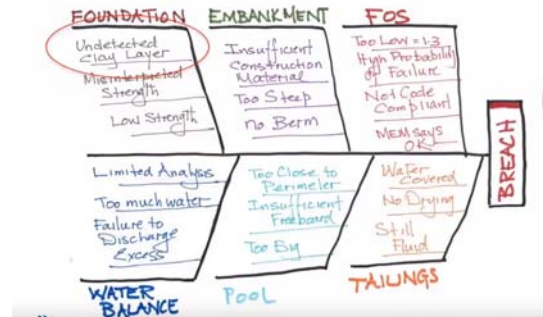 FOUNDATION
EMBANKMENT
FOS
Undetected
Clay Layer
Misinterpreted
Strength
Low Strength
Insufficient
Construction
Material
Too Steep
no Berm
Too Low = 1.3
High Probability
of Failure
Not Code
Compliant
MEM says
OK
BREACH
Limited Analysis
Too much water
Failure to
Discharge
Excess
Too Close to
Perimeter
Insufficient
Freeboard
Too Big
Water
Covered
No Drying
Still
Fluid
WATER
BALANCE
POOL
TAILINGS